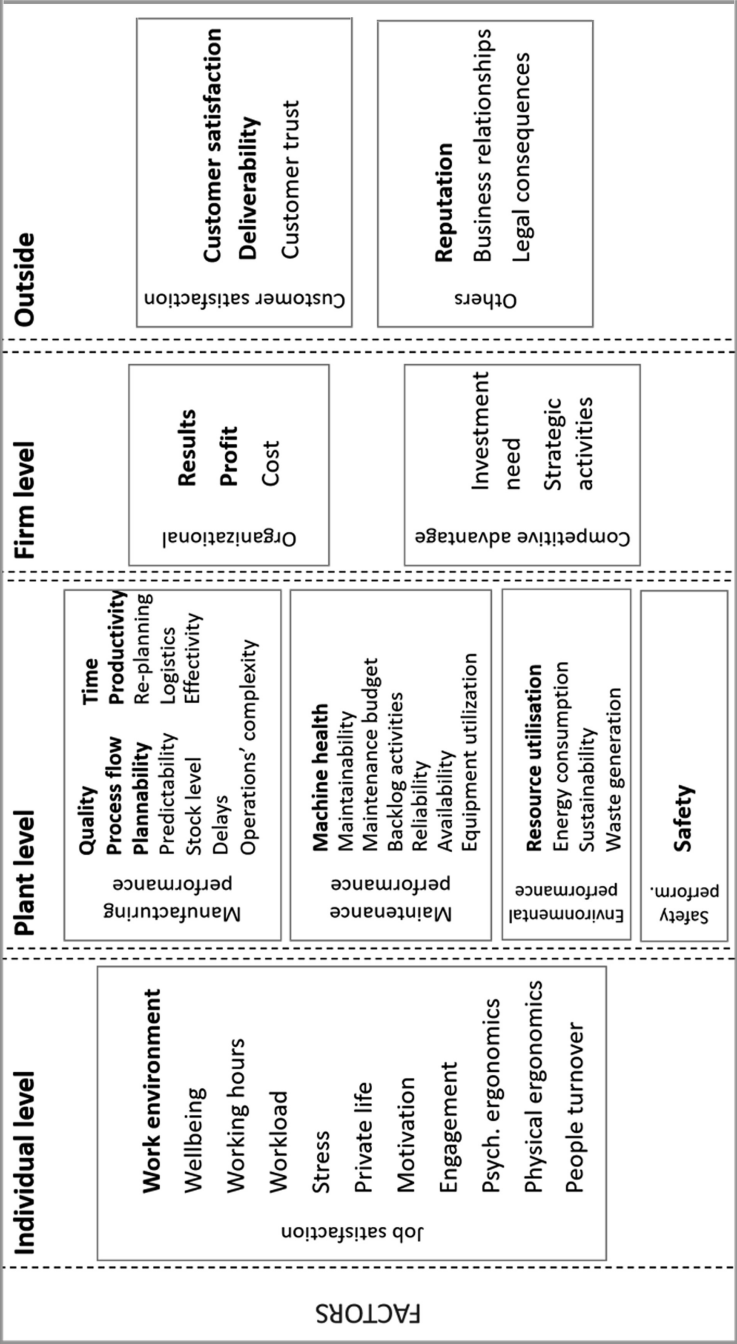 FACTORS
Individual level
Job satisfaction
Work environment
Wellbeing
Working hours
Workload
Stress
Private life
Motivation
Engagement
Psych. ergonomics
Physical ergonomics
People turnover
Plant level
Manufacturing
performance
Quality
Process flow
Plannability
Predictability
Stock level
Delays
Operations’ complexity
Time
Productivity
Re-planning
Logistics
Effectivity
Maintenance
performance
Machine health
Maintainability
Maintenance budget
Backlog activities
Reliability
Availability
Equipment utilization
Environmental
performance
Resource utilisation
Energy consumption
Sustainability
Waste generation
Safety
perform.
Safety
Firm level
Organizational
Results
Profit
Cost
Competitive advantage
Investment
need
Strategic
activities
Outside
Customer satisfaction
Customer satisfaction
Deliverability
Customer trust
Others
Reputation
Business relationships
Legal consequences